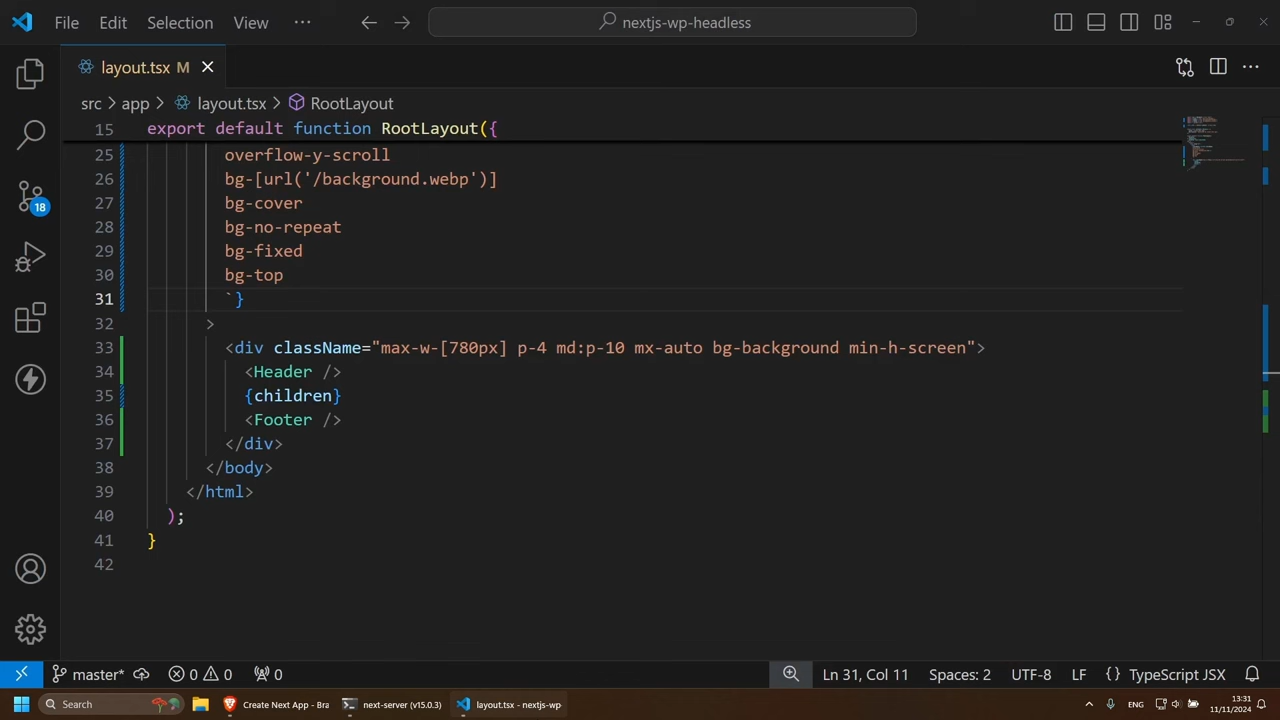 File Edit Selection View ··· nextjs-wp-headless
layout.tsx M
src > app > layout.tsx > RootLayout
15 export default function RootLayout({
25 overflow-y-scroll
26 bg-[url('/background.webp')]
27 bg-cover
28 bg-no-repeat
29 bg-fixed
30 bg-top
31 `}
32 >
33 <div className="max-w-[780px] p-4 md:p-10 mx-auto bg-background min-h-screen">
34 <Header />
35 {children}
36 <Footer />
37 </div>
38 </body>
39 </html>
40 );
41 }
42
18
master* 0 0 0 Ln 31, Col 11 Spaces: 2 UTF-8 LF {} TypeScript JSX
Search Create Next App - Bra next-server (v15.0.3) layout.tsx - nextjs-wp ENG 13:31
11/11/2024